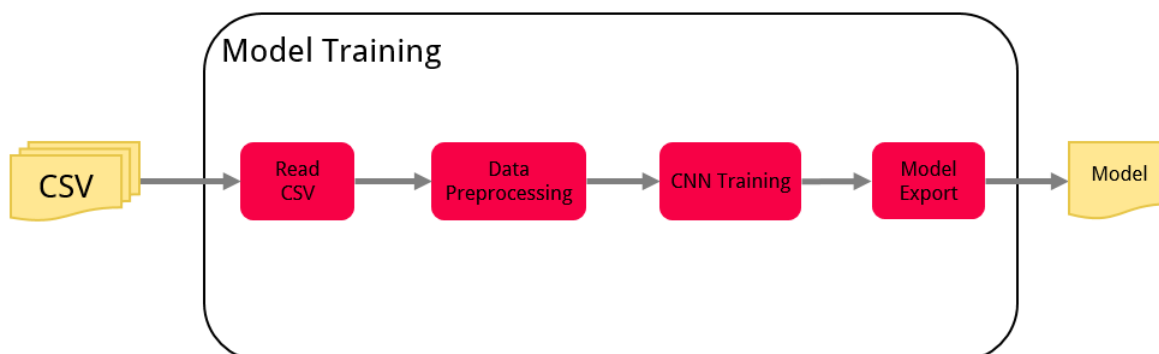 Model Training
CSV
Read
CSV
Data
Preprocessing
CNN Training
Model
Export
Model